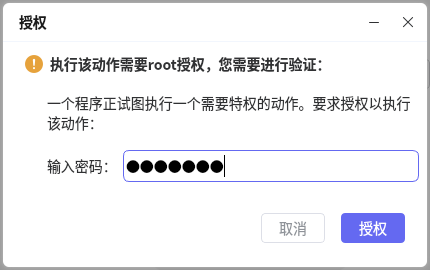 授权
执行该动作需要root授权，您需要进行验证：
一个程序正试图执行一个需要特权的动作。要求授权以执行
该动作：
输入密码： ●●●●●●●
取消 授权